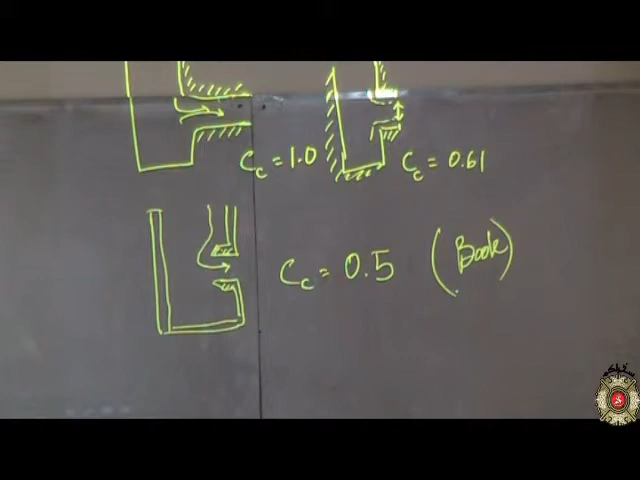 Cc = 1.0
Cc = 0.61
Cc = 0.5 (Book)